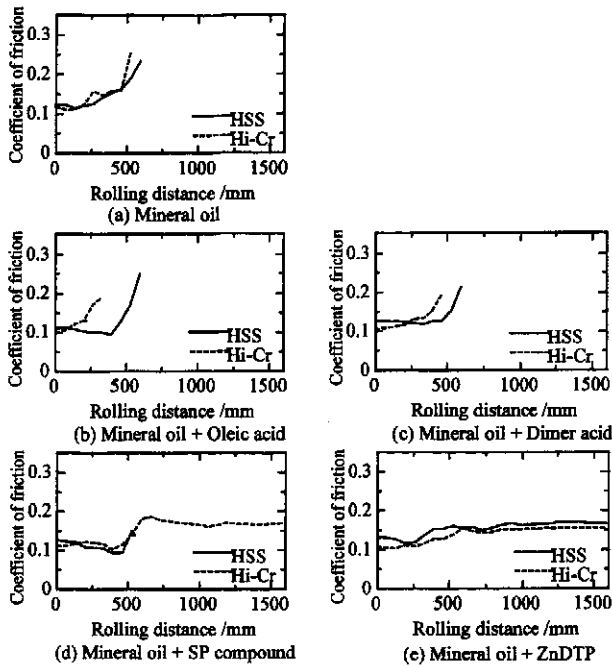 Coefficient of friction
0.3
0.2
0.1
0
HSS
Hi-Cr
0 500 1000 1500
Rolling distance /mm
(a) Mineral oil
Coefficient of friction
0.3
0.2
0.1
0
HSS
Hi-Cr
0 500 1000 1500
Rolling distance /mm
(b) Mineral oil + Oleic acid
Coefficient of friction
0.3
0.2
0.1
0
HSS
Hi-Cr
0 500 1000 1500
Rolling distance /mm
(c) Mineral oil + Dimer acid
Coefficient of friction
0.3
0.2
0.1
0
HSS
Hi-Cr
0 500 1000 1500
Rolling distance /mm
(d) Mineral oil + SP compound
Coefficient of friction
0.3
0.2
0.1
0
HSS
Hi-Cr
0 500 1000 1500
Rolling distance /mm
(e) Mineral oil + ZnDTP